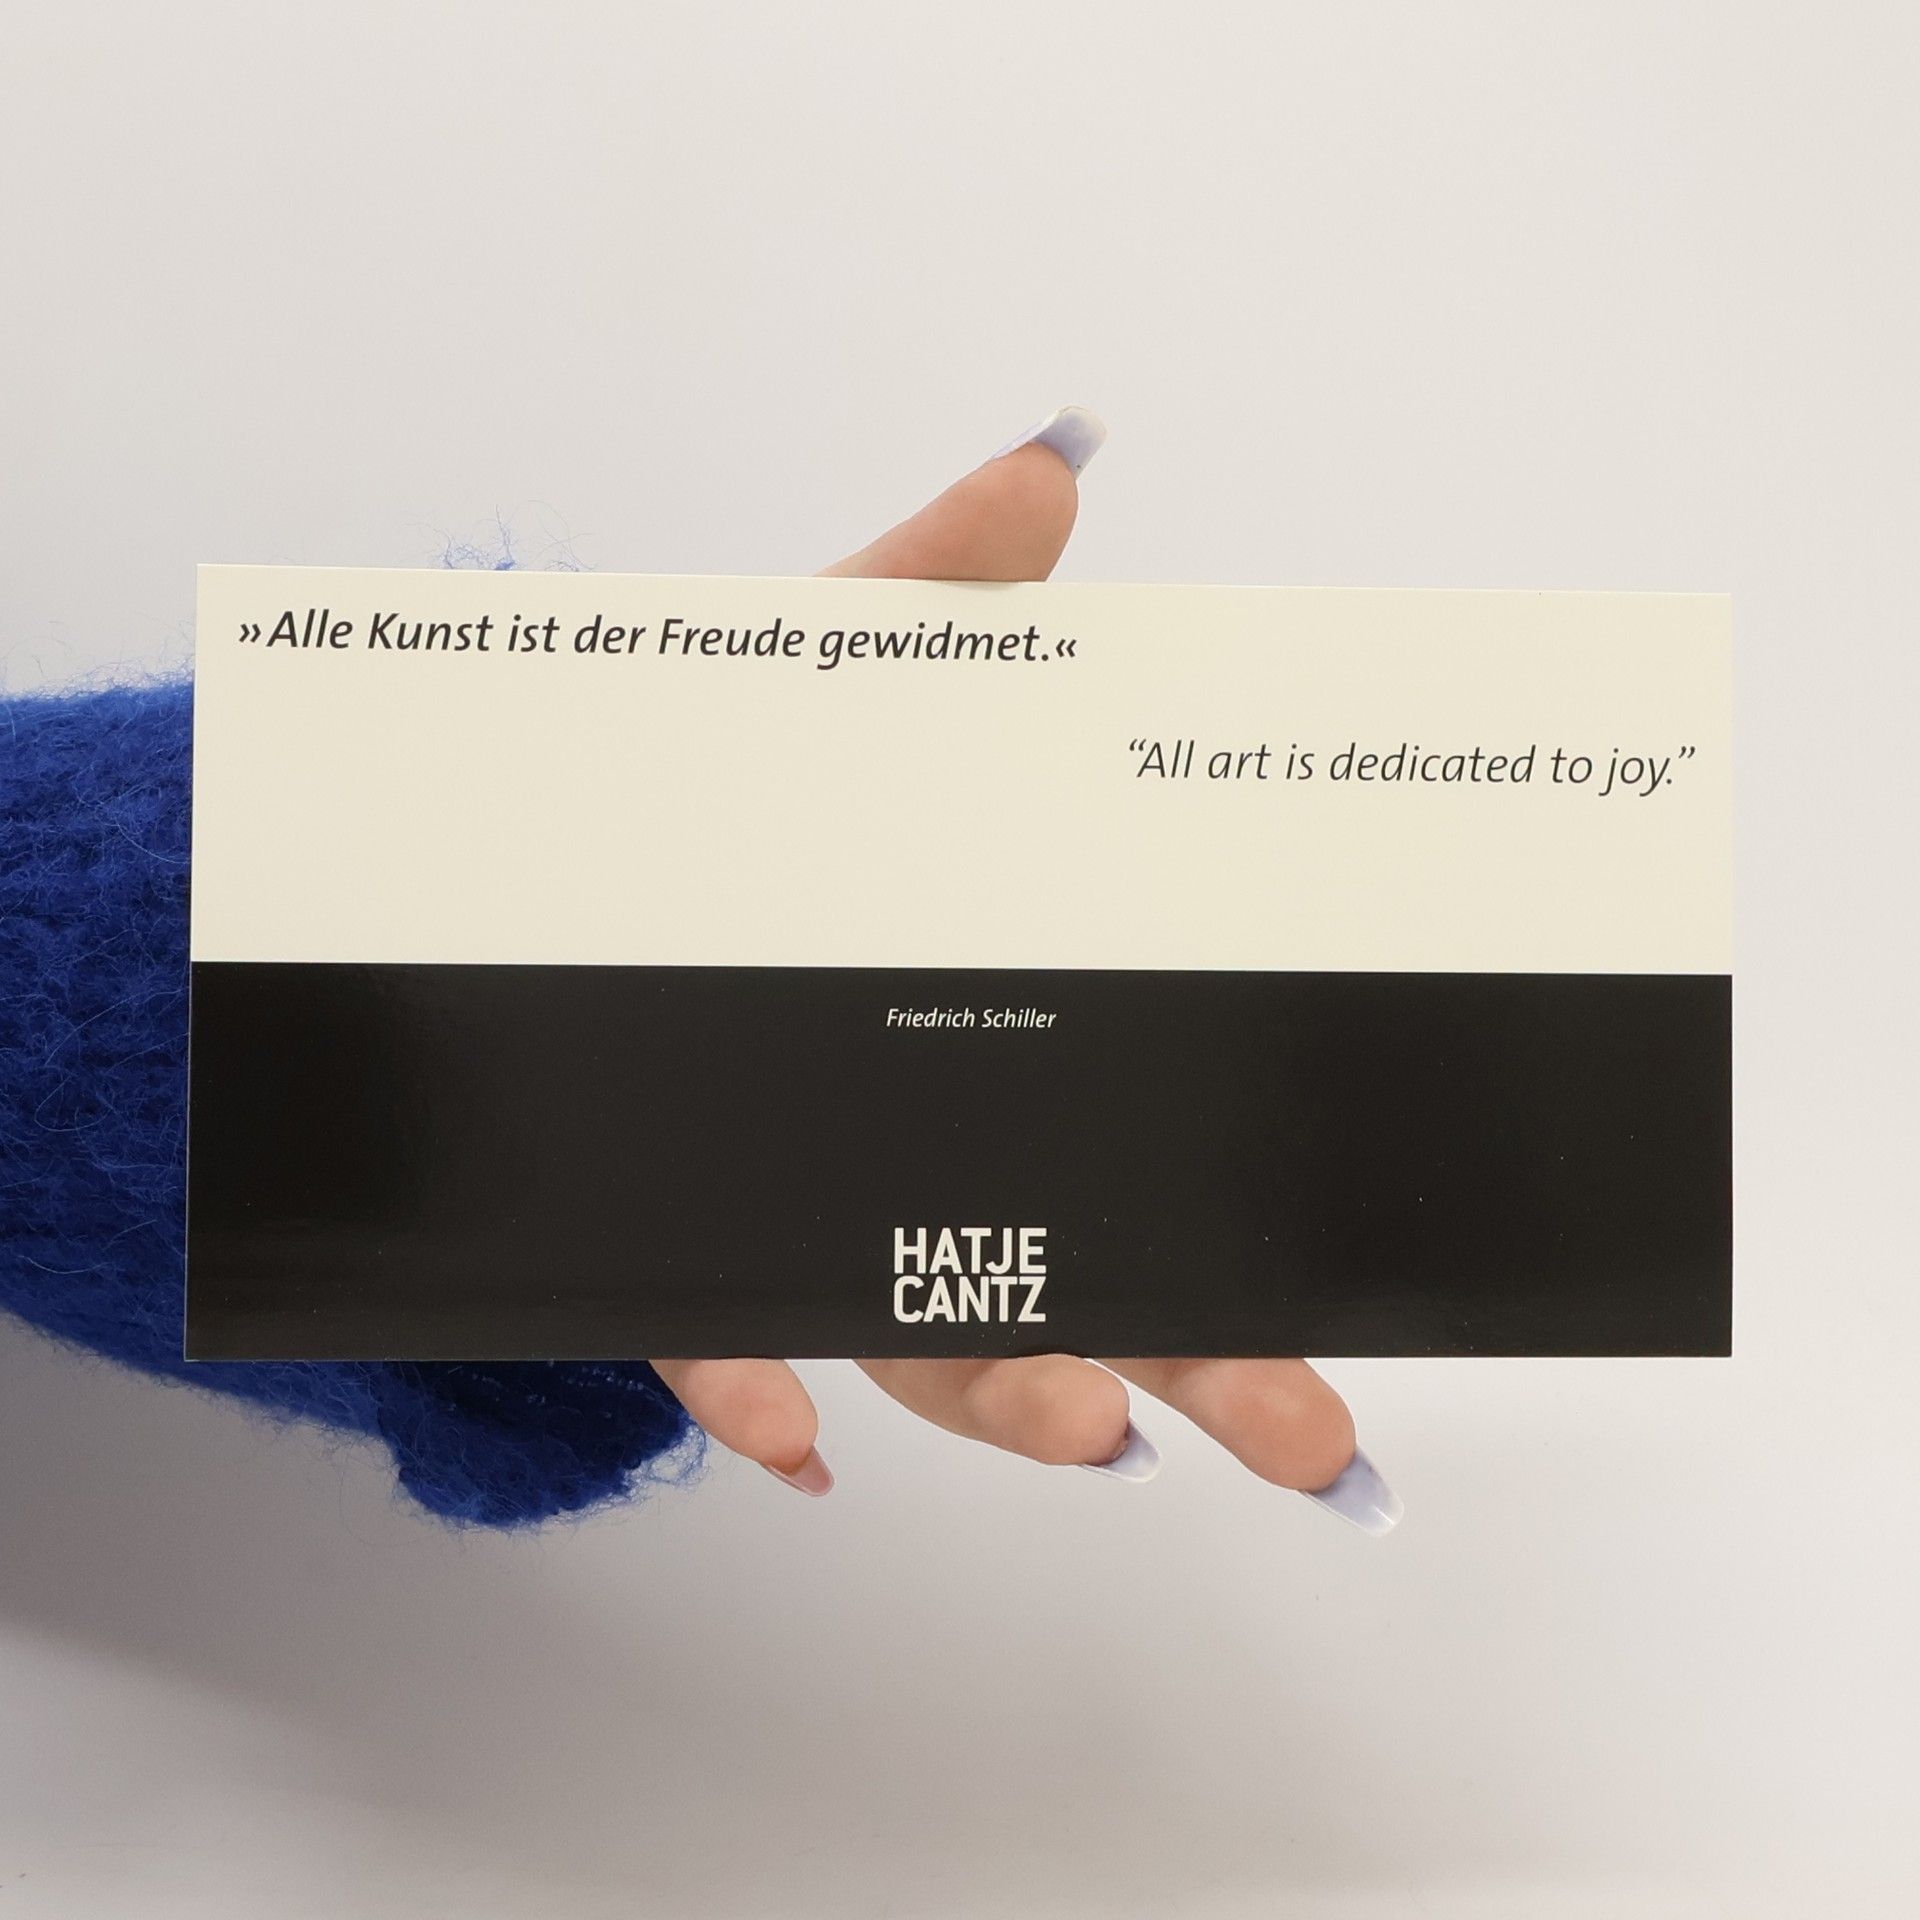 »Alle Kunst ist der Freude gewidmet.«
“All art is dedicated to joy.”
Friedrich Schiller
HATJE
CANTZ